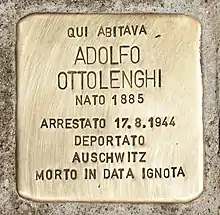 QUI ABITAVA
ADOLFO
OTTOLENGHI
NATO 1885
ARRESTATO 17.8.1944
DEPORTATO
AUSCHWITZ
MORTO IN DATA IGNOTA